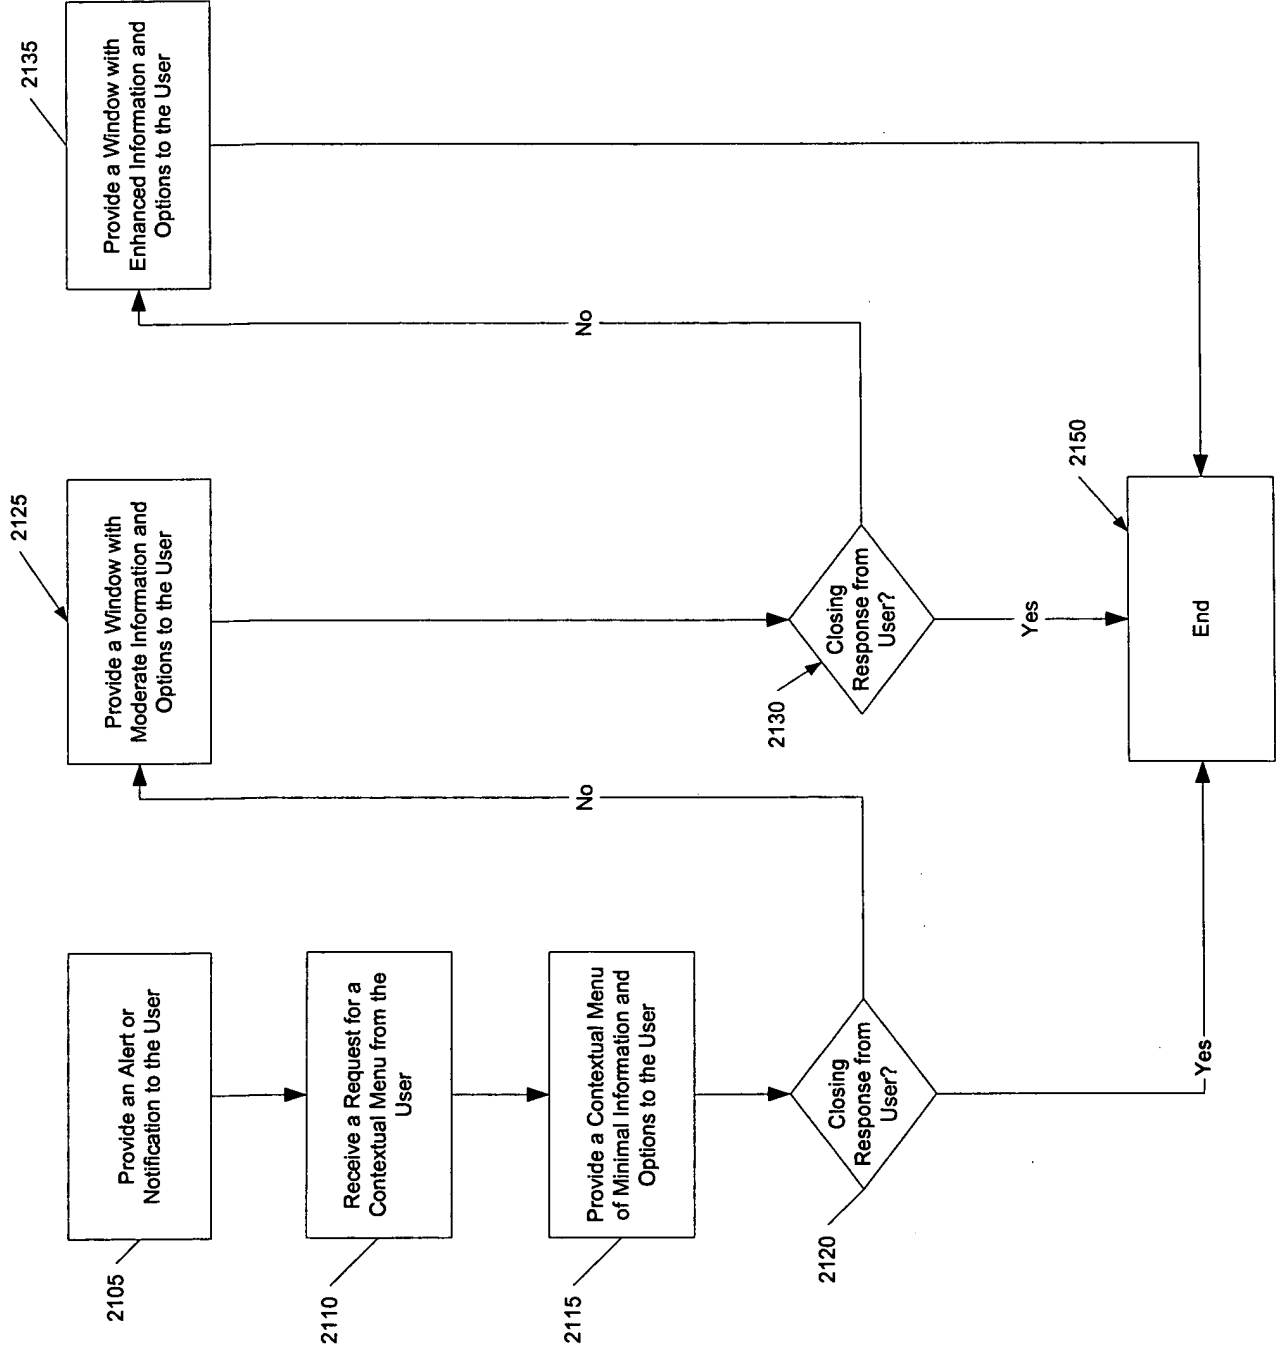 2105
Provide an Alert or
Notification to the User
2110
Receive a Request for a
Contextual Menu from the
User
2115
Provide a Contextual Menu
of Minimal Information and
Options to the User
2120
Closing
Response from
User?
No
Yes
2125
Provide a Window with
Moderate Information and
Options to the User
2130
Closing
Response from
User?
No
Yes
2135
Provide a Window with
Enhanced Information and
Options to the User
2150
End